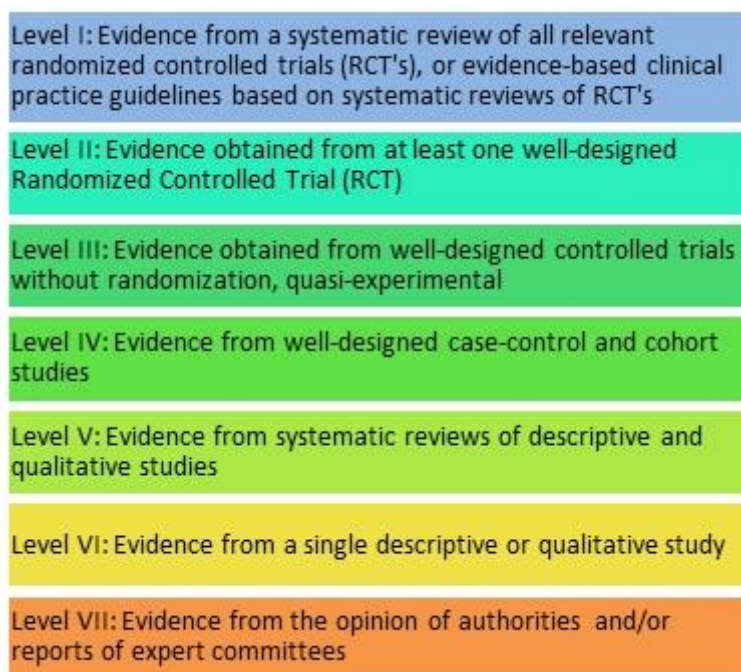 Level I: Evidence from a systematic review of all relevant
randomized controlled trials (RCT's), or evidence-based clinical
practice guidelines based on systematic reviews of RCT's
Level II: Evidence obtained from at least one well-designed
Randomized Controlled Trial (RCT)
Level III: Evidence obtained from well-designed controlled trials
without randomization, quasi-experimental
Level IV: Evidence from well-designed case-control and cohort
studies
Level V: Evidence from systematic reviews of descriptive and
qualitative studies
Level VI: Evidence from a single descriptive or qualitative study
Level VII: Evidence from the opinion of authorities and/or
reports of expert committees